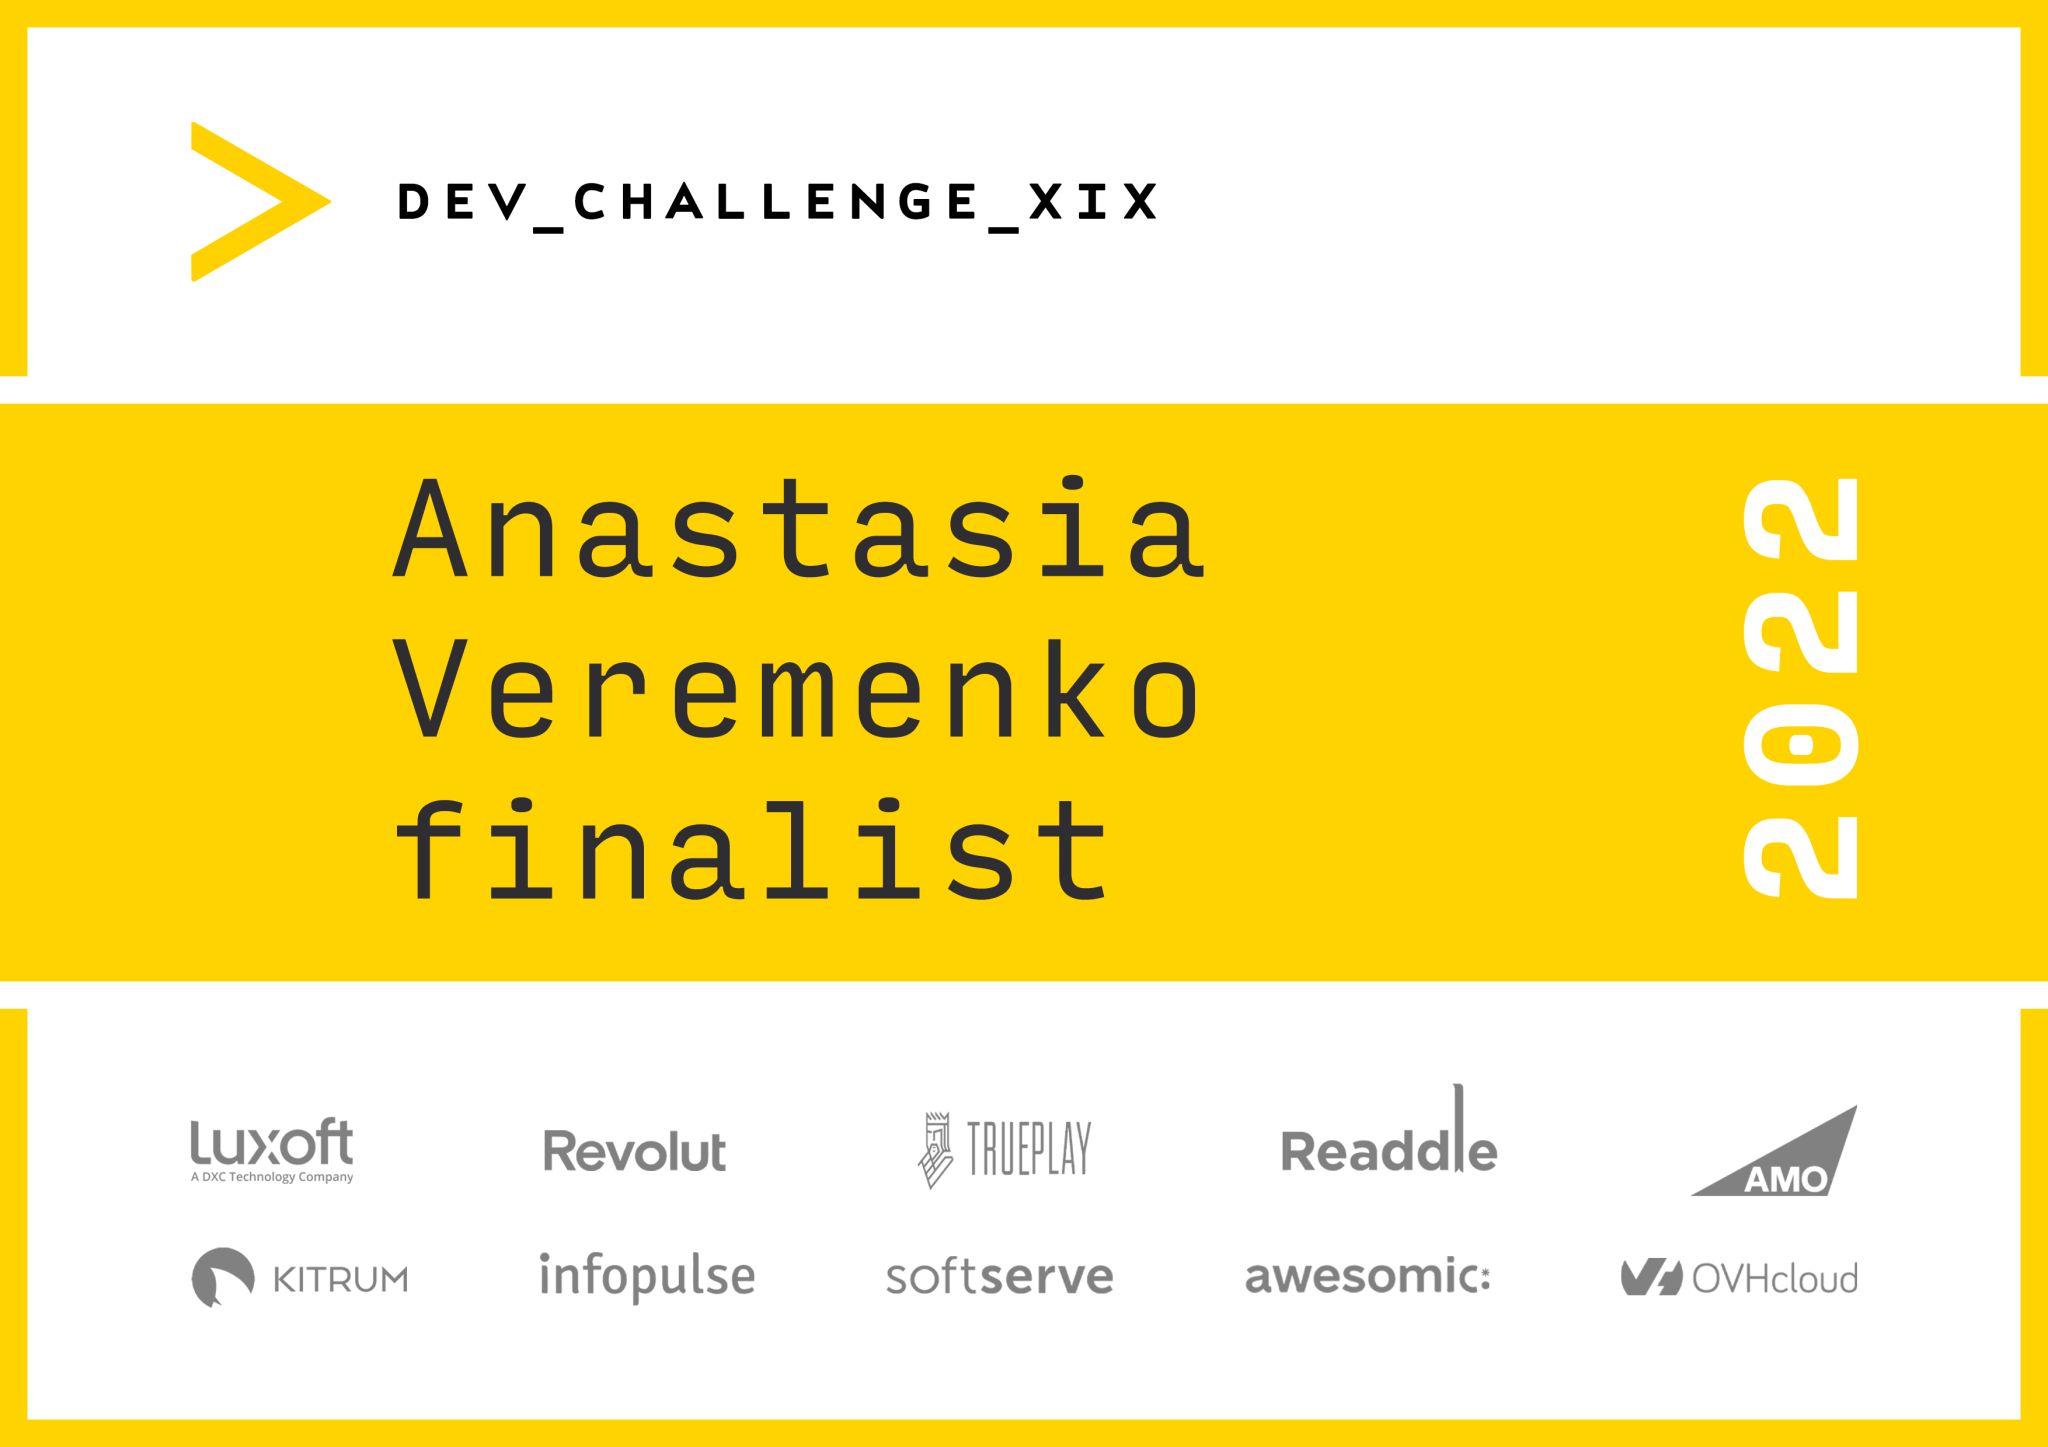 DEV_CHALLENGE_XIX
Anastasia
Veremenko
finalist
2022
Luxoft
A DXC Technology Company
Revolut
TRUEPLAY
Readdle
AMO
KITRUM
infopulse
softserve
awesomic:
OVHcloud